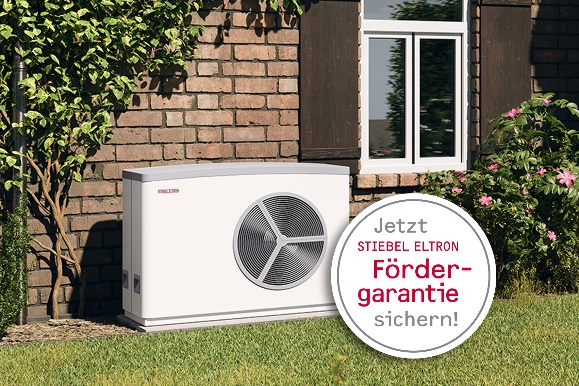 Jetzt
STIEBEL ELTRON
Förder-
garantie
sichern!